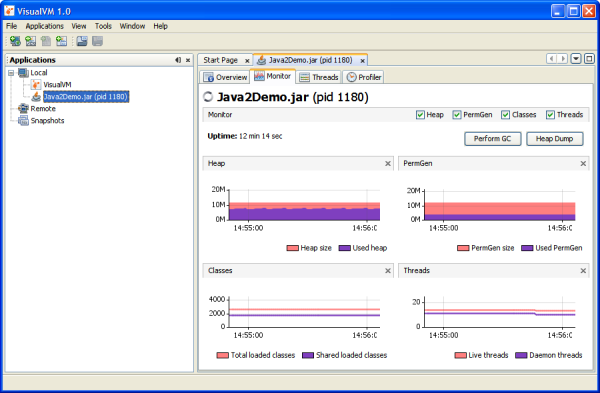 VisualVM 1.0
File Applications View Tools Window Help
Applications
Local
VisualVM
Java2Demo.jar (pid 1180)
Remote
Snapshots
Start Page Java2Demo.jar (pid 1180)
Overview Monitor Threads Profiler
Java2Demo.jar (pid 1180)
Monitor Heap PermGen Classes Threads
Uptime: 12 min 14 sec Perform GC Heap Dump
Heap
20M
10M
0M
14:55:00 14:56:0
Heap size Used heap
PermGen
20M
10M
0M
14:55:00 14:56:0
PermGen size Used PermGen
Classes
4000
2000
0
14:55:00 14:56:0
Total loaded classes Shared loaded classes
Threads
20
0
14:55:00 14:56:0
Live threads Daemon threads